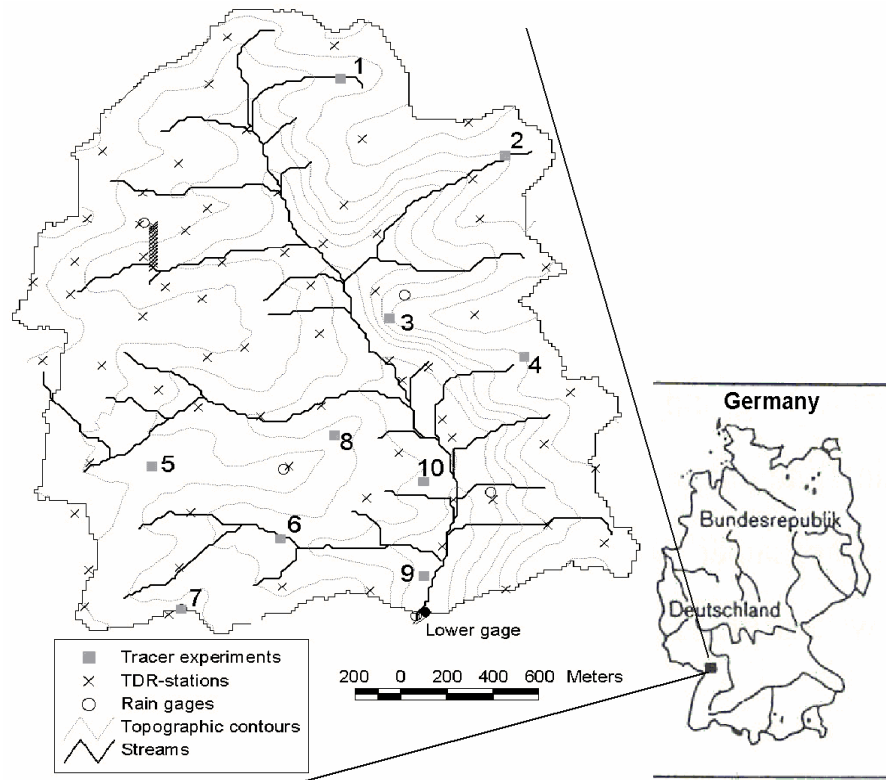 1
2
3
4
5
8
10
6
9
7
Lower gage
Tracer experiments
TDR-stations
Rain gages
Topographic contours
Streams
200 0 200 400 600 Meters
Germany
Bundesrepublik
Deutschland